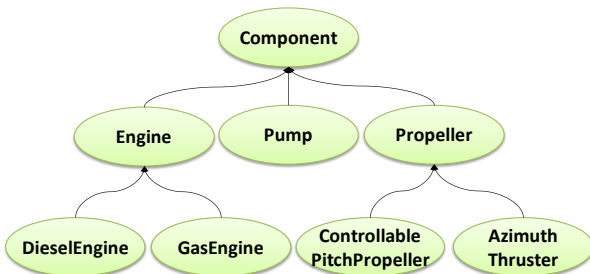 Component
Engine
Pump
Propeller
DieselEngine
GasEngine
Controllable
PitchPropeller
Azimuth
Thruster